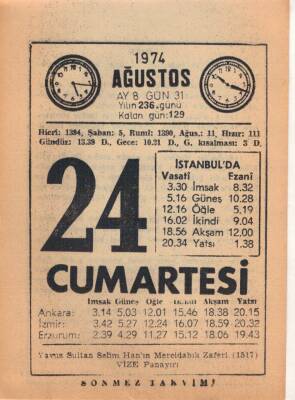 1974
AĞUSTOS
AY 8 GÜN 31
Yılın 236. günü
Kalan gün: 129
Hicrî: 1394, Şaban: 5, Rumî: 1390, Ağus.: 11, Hızır: 111
Gündüz: 13.39 D., Gece: 10.21 D., G. kısalması: 3 D.
24
İSTANBUL'DA
Vasatî Ezanî
3.30 İmsak 8.32
5.16 Güneş 10.28
12.16 Öğle 5.19
16.02 İkindi 9.04
18.56 Akşam 12.00
20.34 Yatsı 1.38
CUMARTESİ
İmsak Güneş Öğle İkindi Akşam Yatsı
Ankara: 3.14 5.03 12.01 15.46 18.38 20.15
İzmir: 3.42 5.27 12.24 16.07 18.59 20.32
Erzurum: 2.39 4.29 11.27 15.12 18.06 19.43
Yavuz Sultan Selim Han'ın Mercidabık Zaferi. (1517)
VİZE Panayırı
SÖNMEZ TAKVİMİ